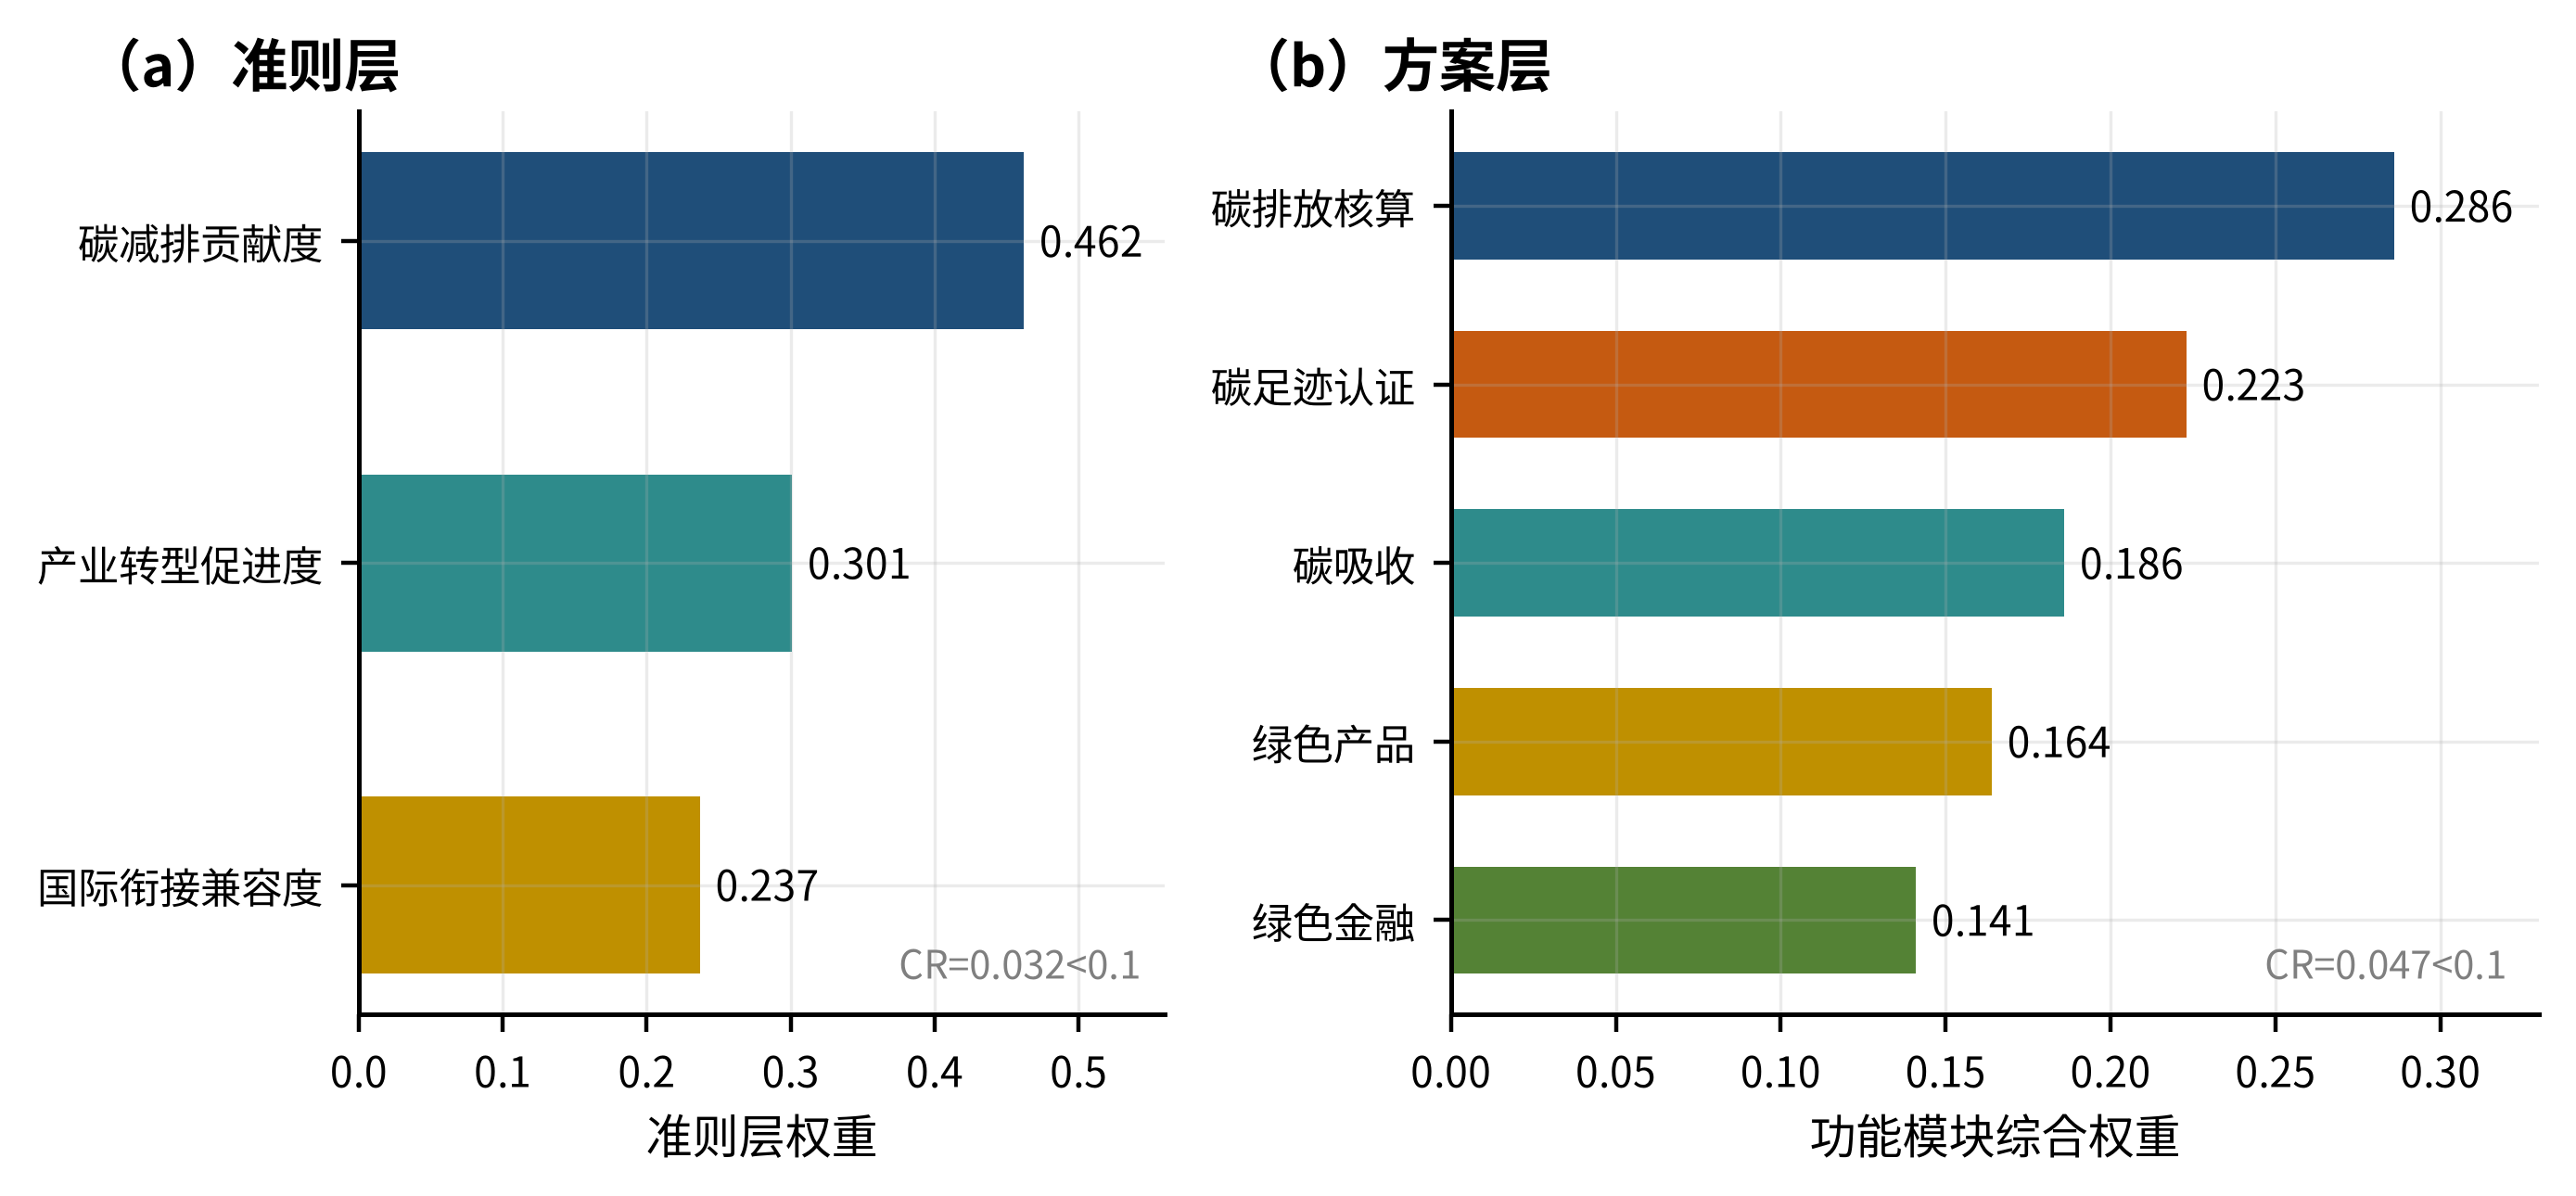 （a）准则层
碳减排贡献度
0.462
产业转型促进度
0.301
国际衔接兼容度
0.237
CR=0.032<0.1
0.0 0.1 0.2 0.3 0.4 0.5
准则层权重
（b）方案层
碳排放核算
0.286
碳足迹认证
0.223
碳吸收
0.186
绿色产品
0.164
绿色金融
0.141
CR=0.047<0.1
0.00 0.05 0.10 0.15 0.20 0.25 0.30
功能模块综合权重